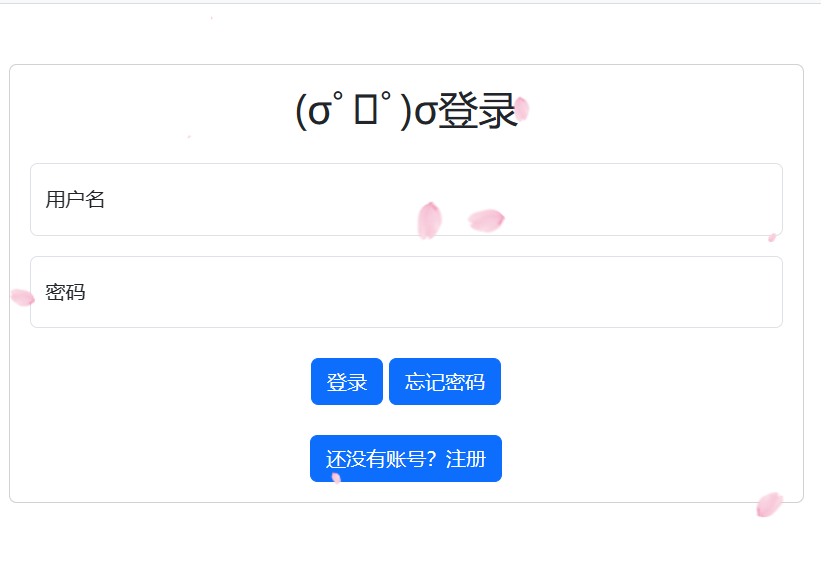 (σﾟ▯ﾟ)σ登录
用户名
密码
登录 忘记密码
还没有账号？注册